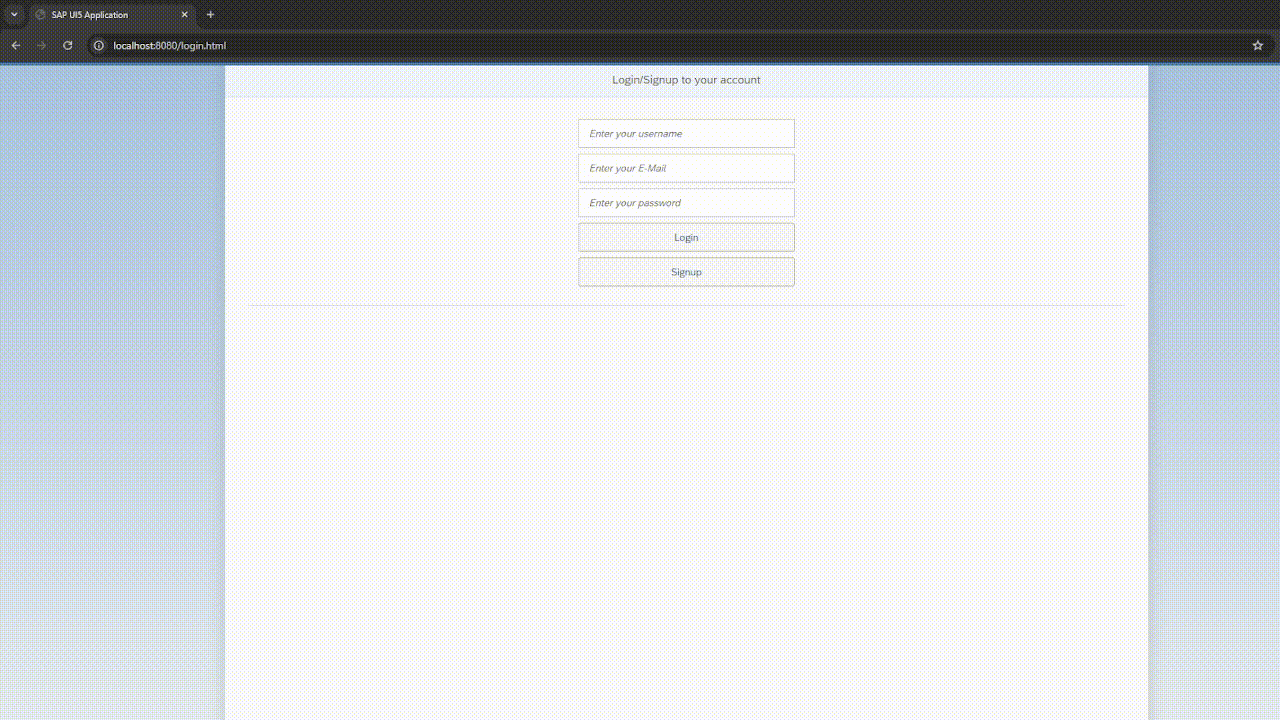 SAP UI5 Application
localhost:8080/login.html
Login/Signup to your account
Enter your username
Enter your E-Mail
Enter your password
Login
Signup